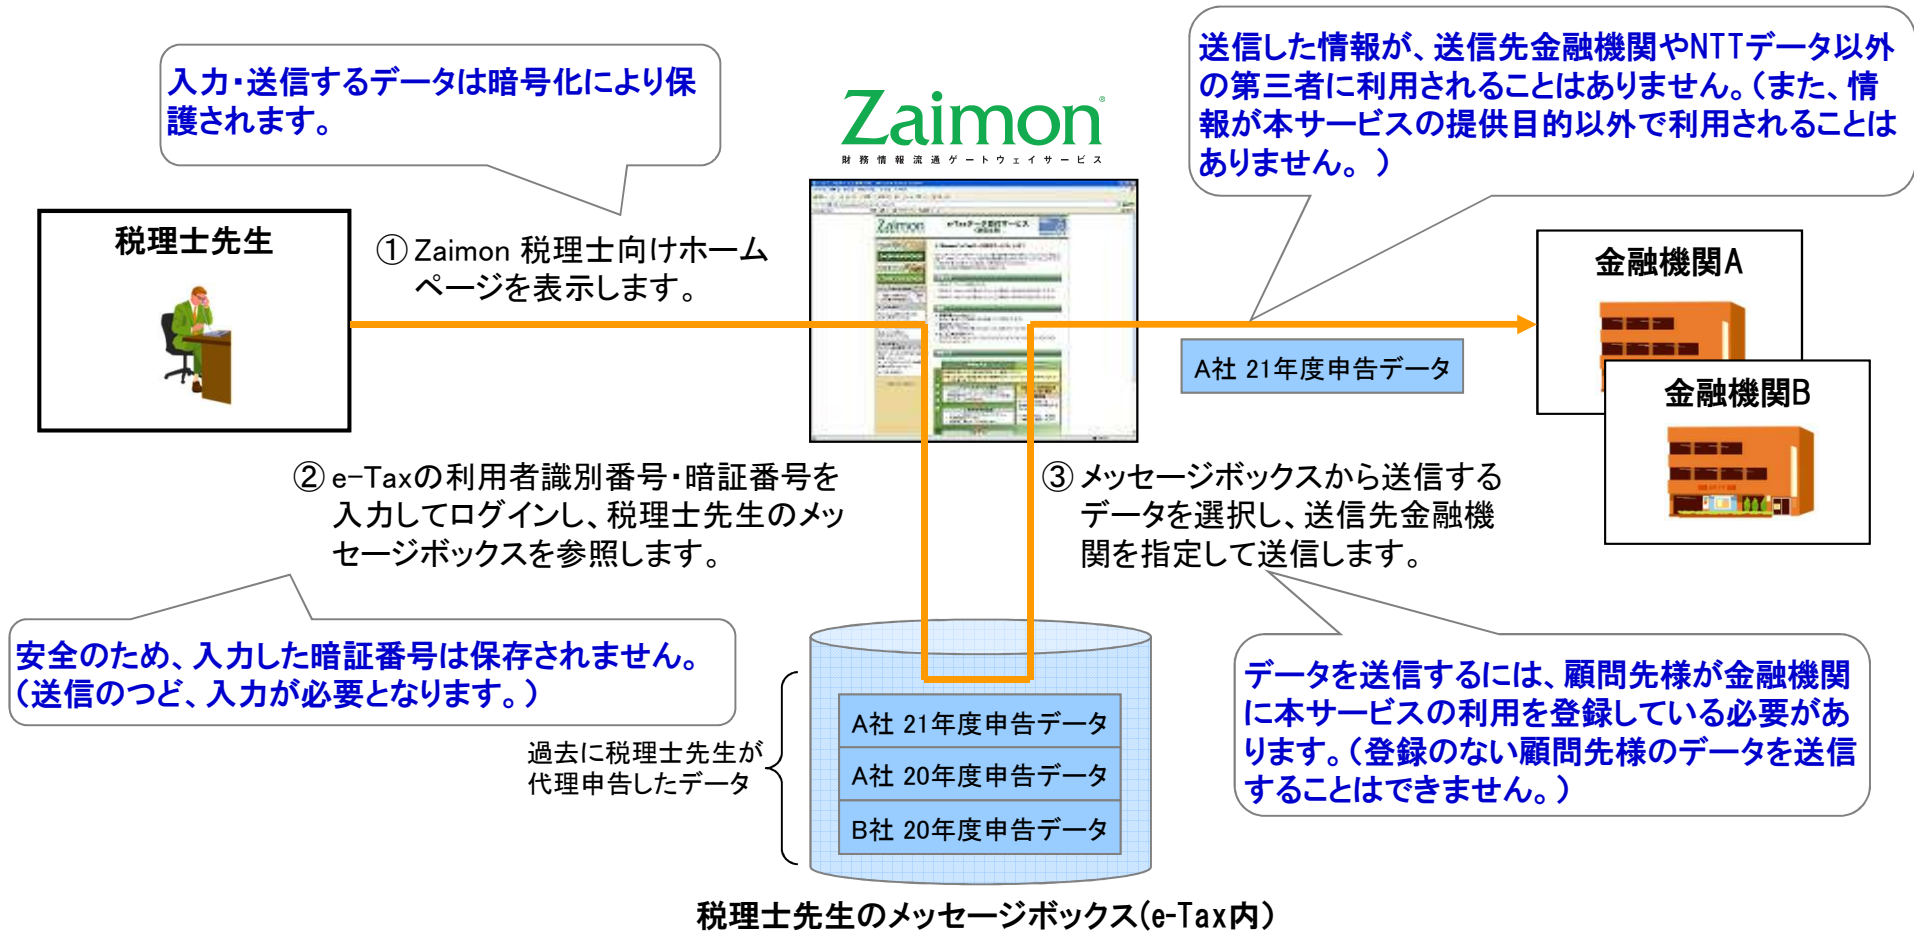 入力・送信するデータは暗号化により保
護されます。
Zaimon®
財務情報流通ゲートウェイサービス
送信した情報が、送信先金融機関やNTTデータ以外
の第三者に利用されることはありません。（また、情
報が本サービスの提供目的以外で利用されることは
ありません。）
税理士先生
① Zaimon 税理士向けホーム
ページを表示します。
Zaimon
e-Taxデータ受付サービス
金融機関A
A社 21年度申告データ
金融機関B
② e-Taxの利用者識別番号・暗証番号を
入力してログインし、税理士先生のメッ
セージボックスを参照します。
③ メッセージボックスから送信する
データを選択し、送信先金融機
関を指定して送信します。
安全のため、入力した暗証番号は保存されません。
（送信のつど、入力が必要となります。）
データを送信するには、顧問先様が金融機関
に本サービスの利用を登録している必要があ
ります。（登録のない顧問先様のデータを送信
することはできません。）
過去に税理士先生が
代理申告したデータ
A社 21年度申告データ
A社 20年度申告データ
B社 20年度申告データ
税理士先生のメッセージボックス（e-Tax内）